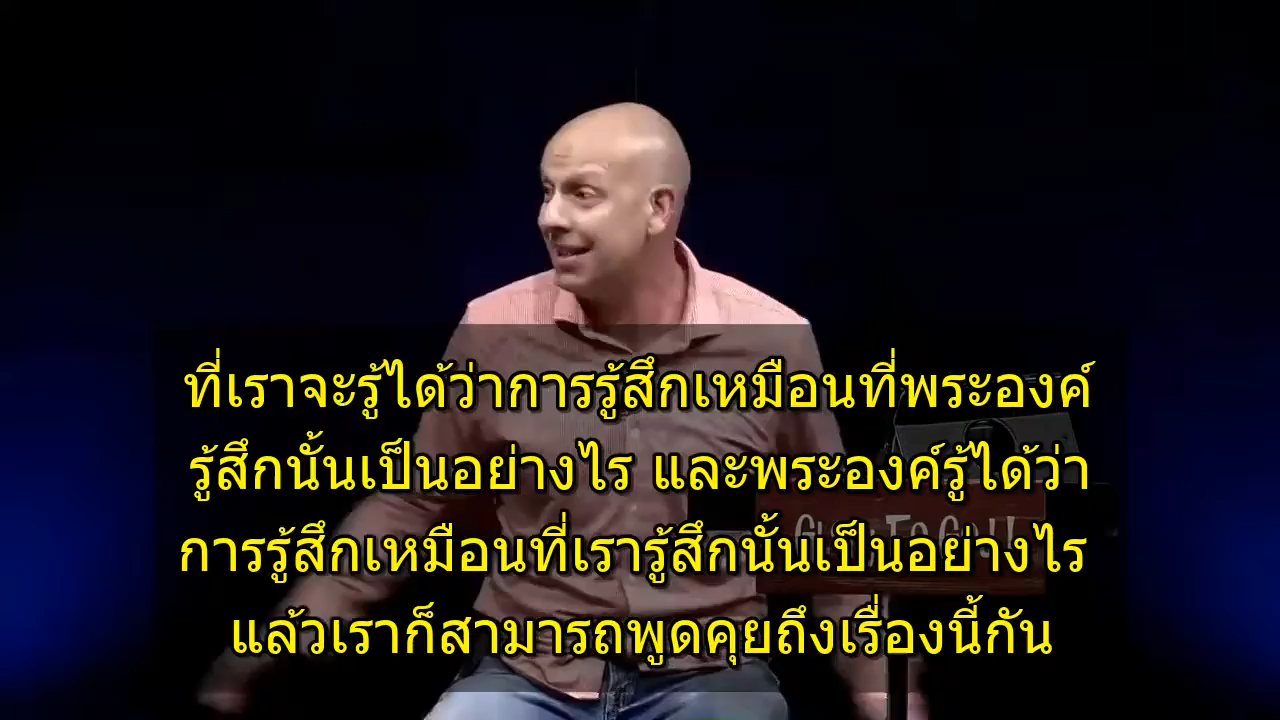 ที่เราจะรู้ได้ว่าการรู้สึกเหมือนที่พระองค์
รู้สึกนั้นเป็นอย่างไร และพระองค์รู้ได้ว่า
การรู้สึกเหมือนที่เรารู้สึกนั้นเป็นอย่างไร
แล้วเราก็สามารถพูดคุยถึงเรื่องนี้กัน